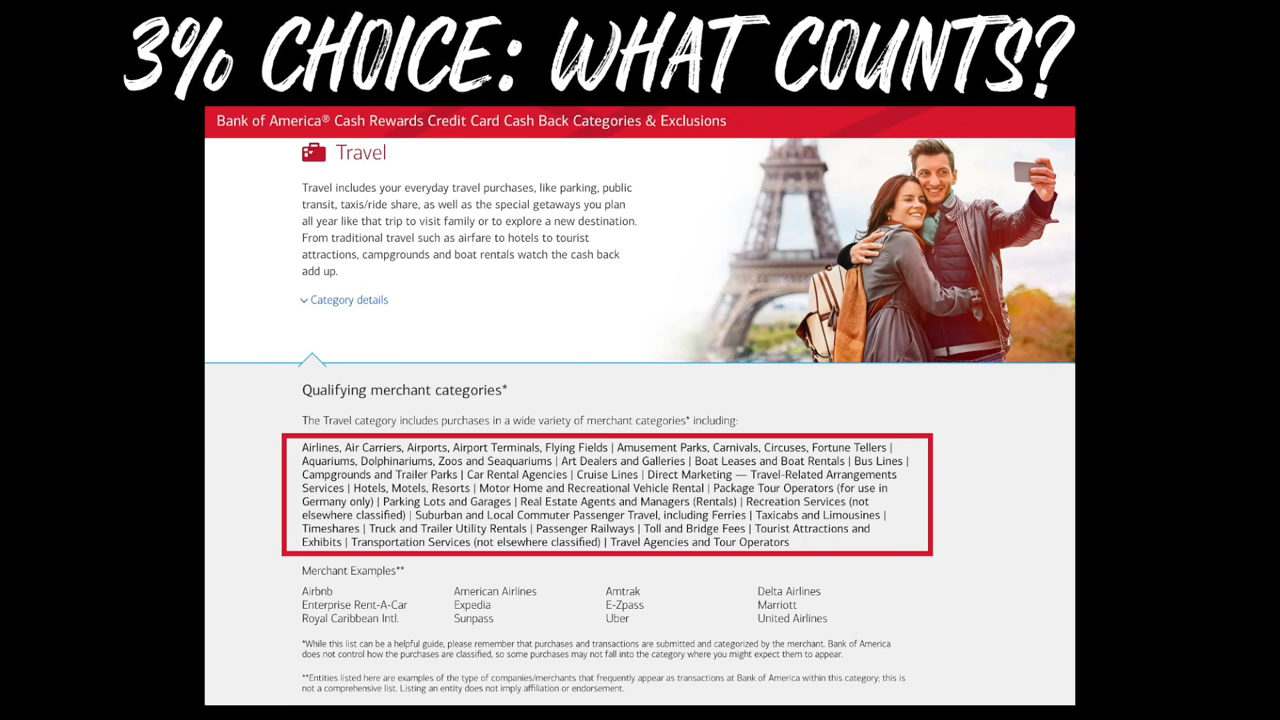 3% CHOICE: WHAT COUNTS?
Bank of America® Cash Rewards Credit Card Cash Back Categories & Exclusions
Travel
Travel includes your everyday travel purchases, like parking, public
transit, taxis/ride share, as well as the special getaways you plan
all year like that trip to visit family or to explore a new destination.
From traditional travel such as airfare to hotels to tourist
attractions, campgrounds and boat rentals watch the cash back
add up.
Category details
Qualifying merchant categories*
The Travel category includes purchases in a wide variety of merchant categories* including:
Airlines, Air Carriers, Airports, Airport Terminals, Flying Fields | Amusement Parks, Carnivals, Circuses, Fortune Tellers |
Aquariums, Dolphinariums, Zoos and Seaquariums | Art Dealers and Galleries | Boat Leases and Boat Rentals | Bus Lines |
Campgrounds and Trailer Parks | Car Rental Agencies | Cruise Lines | Direct Marketing — Travel-Related Arrangements
Services | Hotels, Motels, Resorts | Motor Home and Recreational Vehicle Rental | Package Tour Operators (for use in
Germany only) | Parking Lots and Garages | Real Estate Agents and Managers (Rentals) | Recreation Services (not
elsewhere classified) | Suburban and Local Commuter Passenger Travel, including Ferries | Taxicabs and Limousines |
Timeshares | Truck and Trailer Utility Rentals | Passenger Railways | Toll and Bridge Fees | Tourist Attractions and
Exhibits | Transportation Services (not elsewhere classified) | Travel Agencies and Tour Operators
Merchant Examples**
Airbnb American Airlines Amtrak Delta Airlines
Enterprise Rent-A-Car Expedia E-Zpass Marriott
Royal Caribbean Intl. Sunpass Uber United Airlines
*While this list can be a helpful guide, please remember that purchases and transactions are submitted and categorized by the merchant. Bank of America
does not control how the purchases are classified, so some purchases may not fall into the category where you might expect them to appear.
**Entities listed here are examples of the type of companies/merchants that frequently appear as transactions at Bank of America within this category; this is
not a comprehensive list. Listing an entity does not imply affiliation or endorsement.